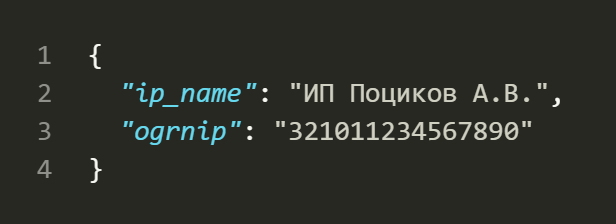 1 {
2 "ip_name": "ИП Поциков А.В.",
3 "ogrnip": "321011234567890"
4 }